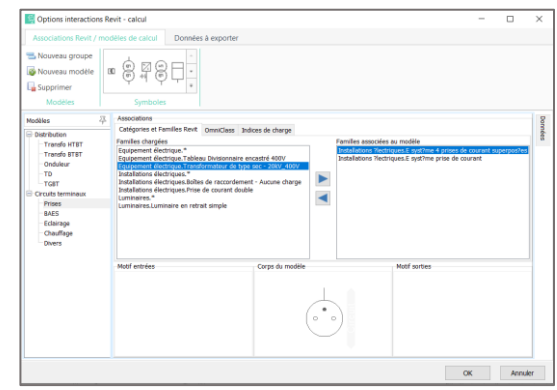 Options interactions Revit - calcul
Associations Revit / modèles de calcul
Données à exporter
Nouveau groupe
Nouveau modèle
Supprimer
Modèles
Symboles
Modèles
Distribution
Transfo HTBT
Transfo BTBT
Onduleur
TD
TGBT
Circuits terminaux
Prises
BAES
Eclairage
Chauffage
Divers
Associations
Catégories et Familles Revit
OmniClass
Indices de charge
Familles chargées
Equipement électrique.*
Equipement électrique.Tableau Divisionnaire encastré 400V
Equipement électrique.Transformateur de type sec - 20kV_400V
Installations électriques.*
Installations électriques.Boîtes de raccordement - Aucune charge
Installations électriques.Prise de courant double
Luminaires.*
Luminaires.Luminaire en retrait simple
Familles associées au modèle
Installations ?lectriques.E syst?me 4 prises de courant superpos?es
Installations ?lectriques.E syst?me prise de courant
Motif entrées
Corps du modèle
Motif sorties
Données
OK
Annuler